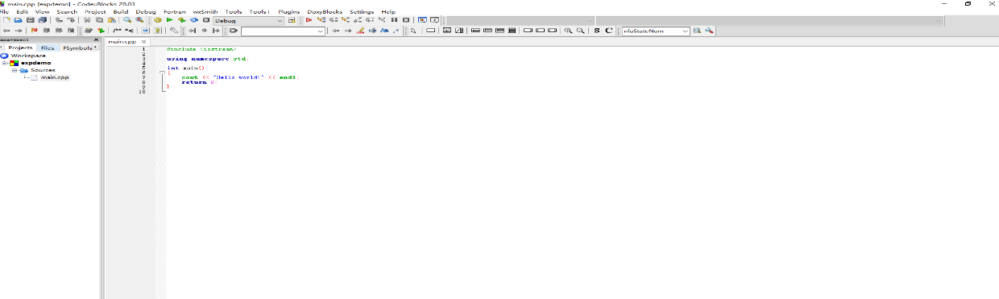 main.cpp [expdemo] - Code::Blocks 20.03
File Edit View Search Project Build Debug Fortran wxSmith Tools Tools+ Plugins DoxyBlocks Settings Help
Debug
/** *<
S C
nfaStateNum
anagement
Projects Files FSymbols
Workspace
expdemo
Sources
main.cpp
main.cpp
1 #include <iostream>
2
3 using namespace std;
4
5 int main()
6 {
7 cout << "Hello world!" << endl;
8 return 0;
9 }
10